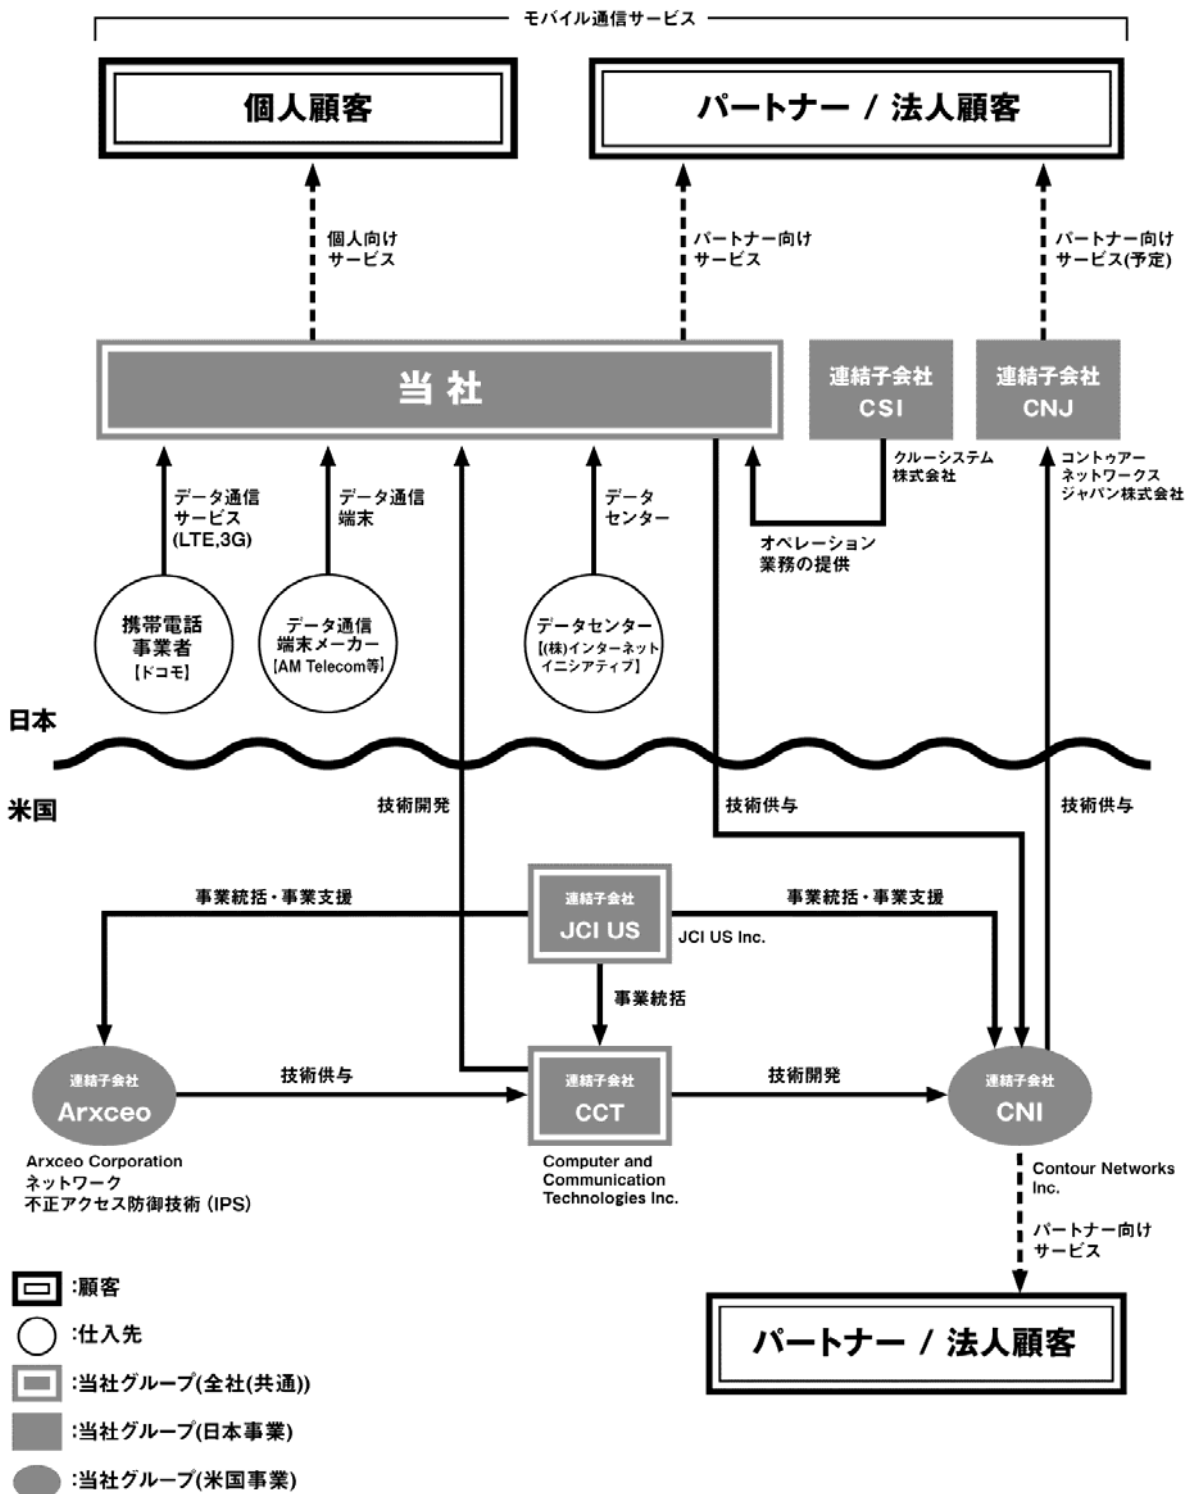 モバイル通信サービス
個人顧客
パートナー / 法人顧客
個人向け
サービス
パートナー向け
サービス
パートナー向け
サービス(予定)
当 社
連結子会社
CSI
連結子会社
CNJ
クルーシステム
株式会社
コントゥアー
ネットワークス
ジャパン株式会社
データ通信
サービス
(LTE,3G)
データ通信
端末
データ
センター
オペレーション
業務の提供
携帯電話
事業者
【ドコモ】
データ通信
端末メーカー
【AM Telecom等】
データセンター
【(株)インターネット
イニシアティブ】
日本
米国
技術開発
技術供与
技術供与
事業統括・事業支援
連結子会社
JCI US
JCI US Inc.
事業統括・事業支援
事業統括
連結子会社
Arxceo
技術供与
連結子会社
CCT
技術開発
連結子会社
CNI
Arxceo Corporation
ネットワーク
不正アクセス防御技術（IPS）
Computer and
Communication
Technologies Inc.
Contour Networks
Inc.
パートナー向け
サービス
パートナー / 法人顧客
:顧客
:仕入先
:当社グループ(全社(共通))
:当社グループ(日本事業)
:当社グループ(米国事業)